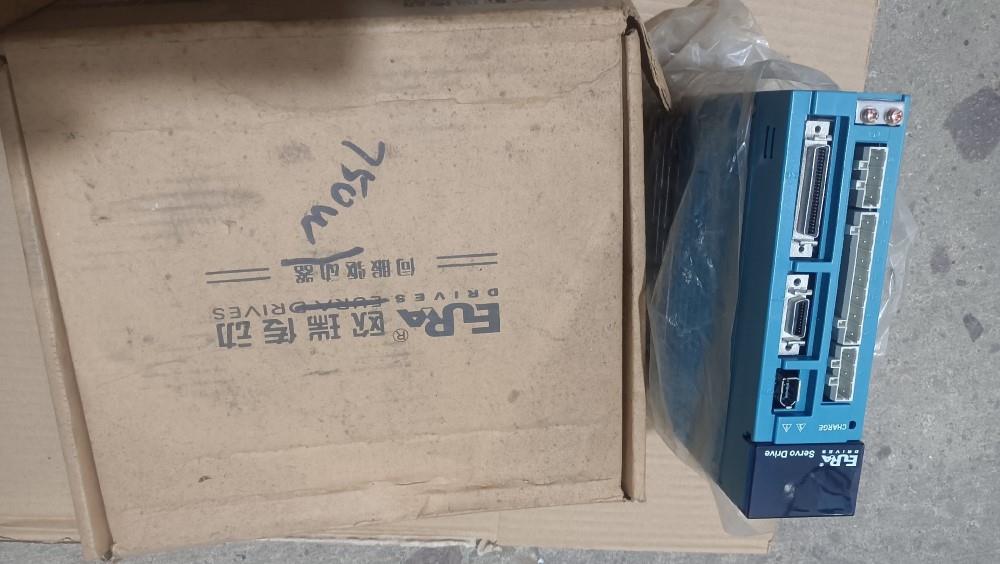 EURA® 欧瑞传动
DRIVES EURA DRIVES
伺服驱动器
750w
EURA
DRIVES
Servo Drive
CHARGE